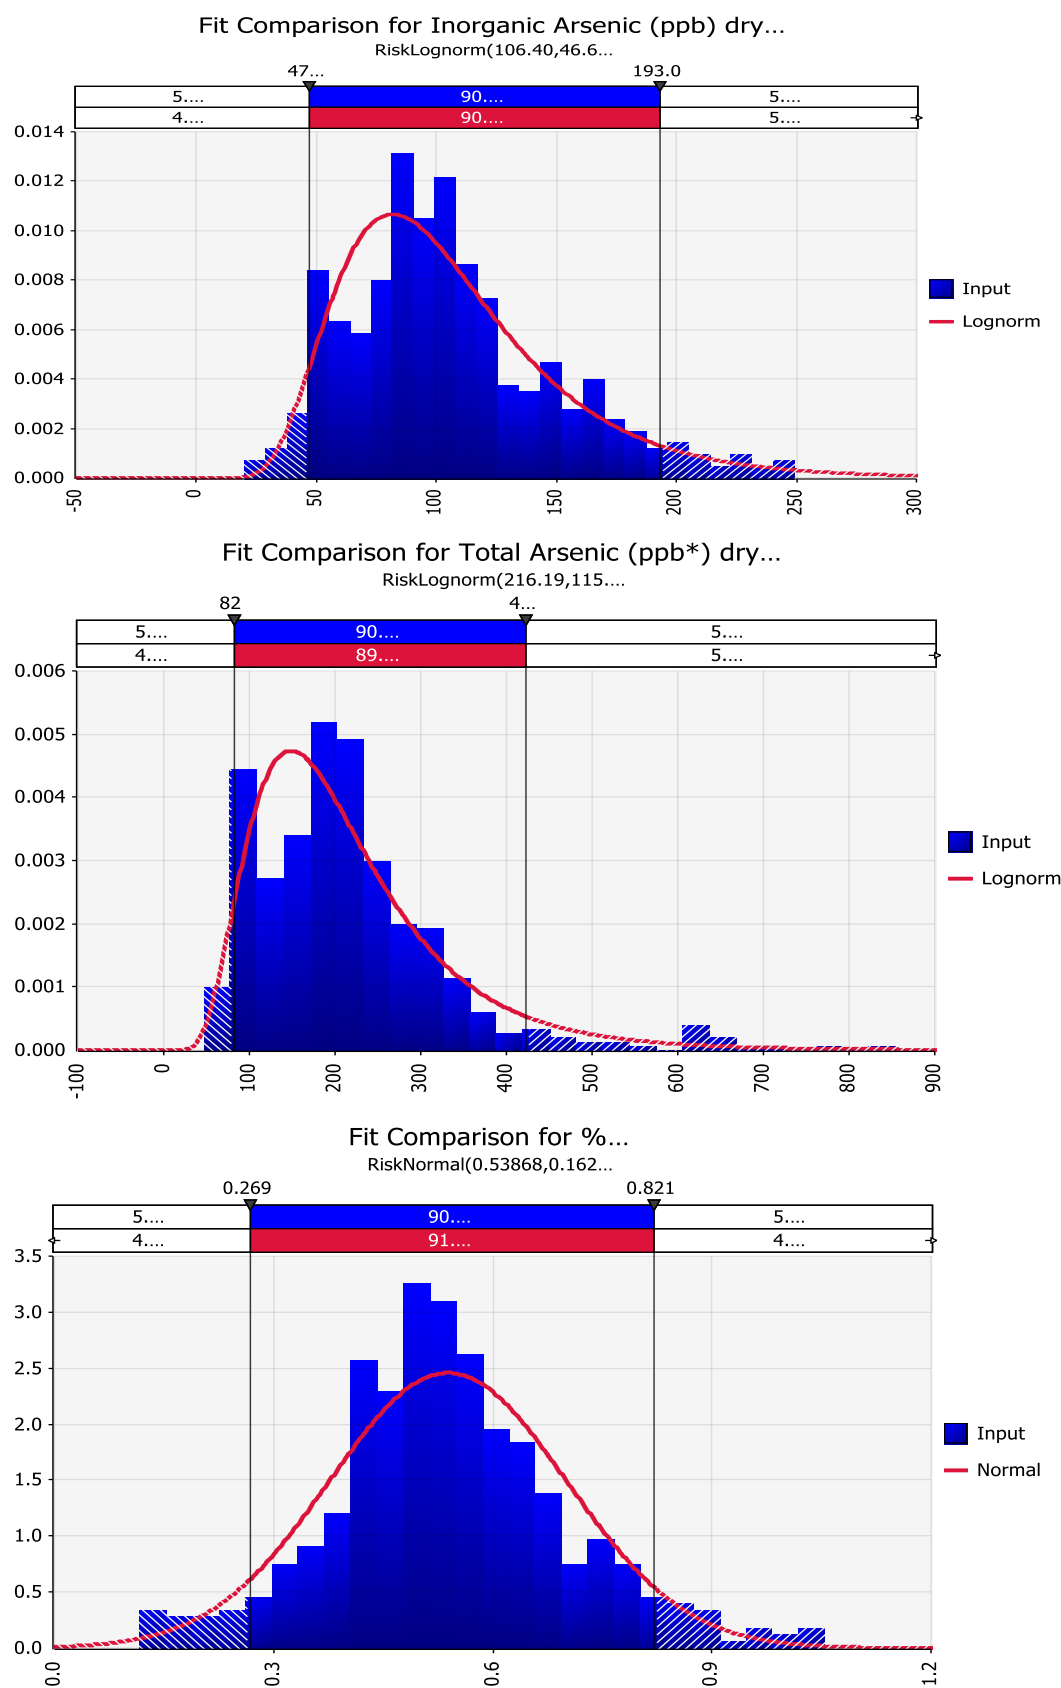 Fit Comparison for Inorganic Arsenic (ppb) dry...
RiskLognorm(106.40,46.6...
47... 193.0
5.... 90.... 5....
4.... 90.... 5....
0.014
0.012
0.010
0.008
0.006
0.004
0.002
0.000
Input
Lognorm
-50 0 50 100 150 200 250 300
Fit Comparison for Total Arsenic (ppb*) dry...
RiskLognorm(216.19,115....
82 4...
5.... 90.... 5....
4.... 89.... 5....
0.006
0.005
0.004
0.003
0.002
0.001
0.000
Input
Lognorm
-100 0 100 200 300 400 500 600 700 800 900
Fit Comparison for %...
RiskNormal(0.53868,0.162...
0.269 0.821
5.... 90.... 5....
4.... 91.... 4....
3.5
3.0
2.5
2.0
1.5
1.0
0.5
0.0
Input
Normal
0.0 0.3 0.6 0.9 1.2